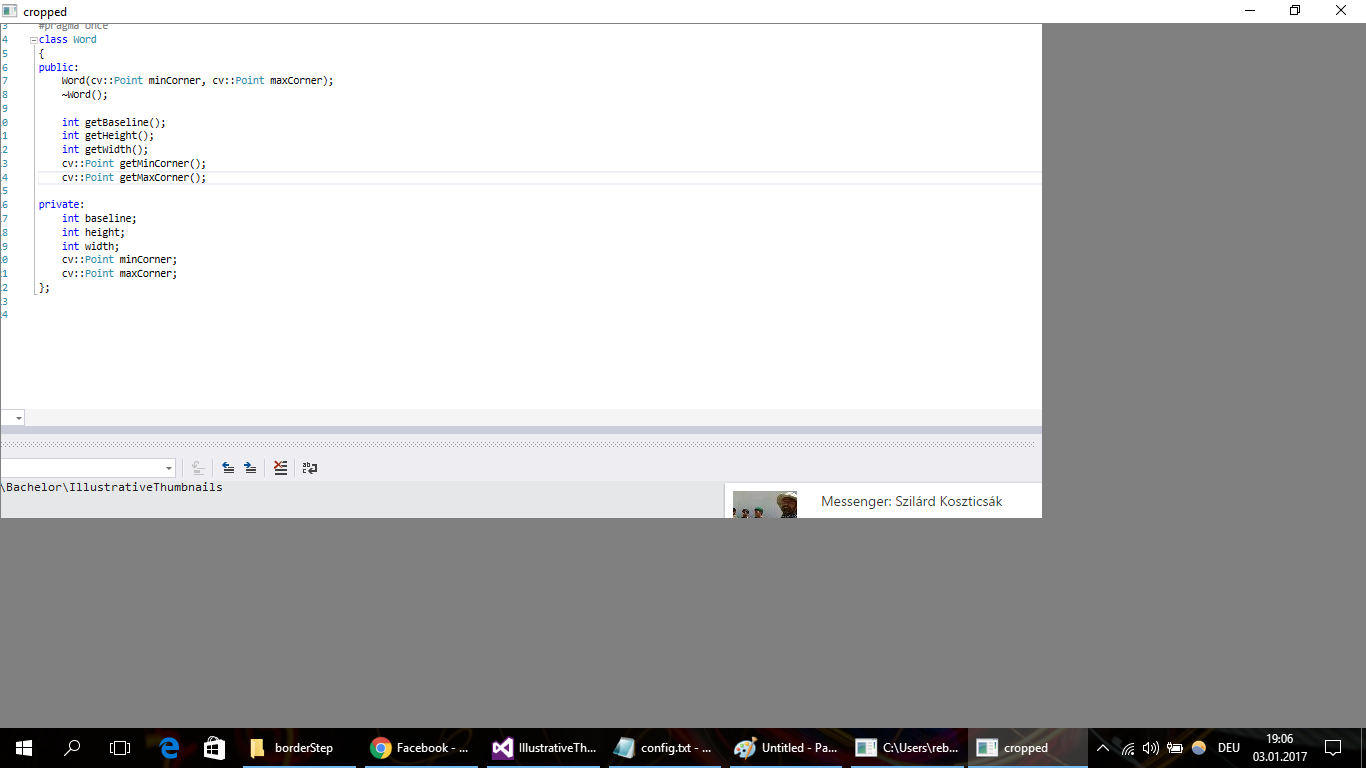 cropped
3 #pragma once
4 class Word
5 {
6 public:
7 Word(cv::Point minCorner, cv::Point maxCorner);
8 ~Word();
9
0 int getBaseline();
1 int getHeight();
2 int getWidth();
3 cv::Point getMinCorner();
4 cv::Point getMaxCorner();
5
6 private:
7 int baseline;
8 int height;
9 int width;
0 cv::Point minCorner;
1 cv::Point maxCorner;
2 };
3
4
\Bachelor\IllustrativeThumbnails
Messenger: Szilárd Koszticsák
borderStep
Facebook - ...
IllustrativeTh...
config.txt - ...
Untitled - Pa...
C:\Users\reb...
cropped
DEU
19:06
03.01.2017